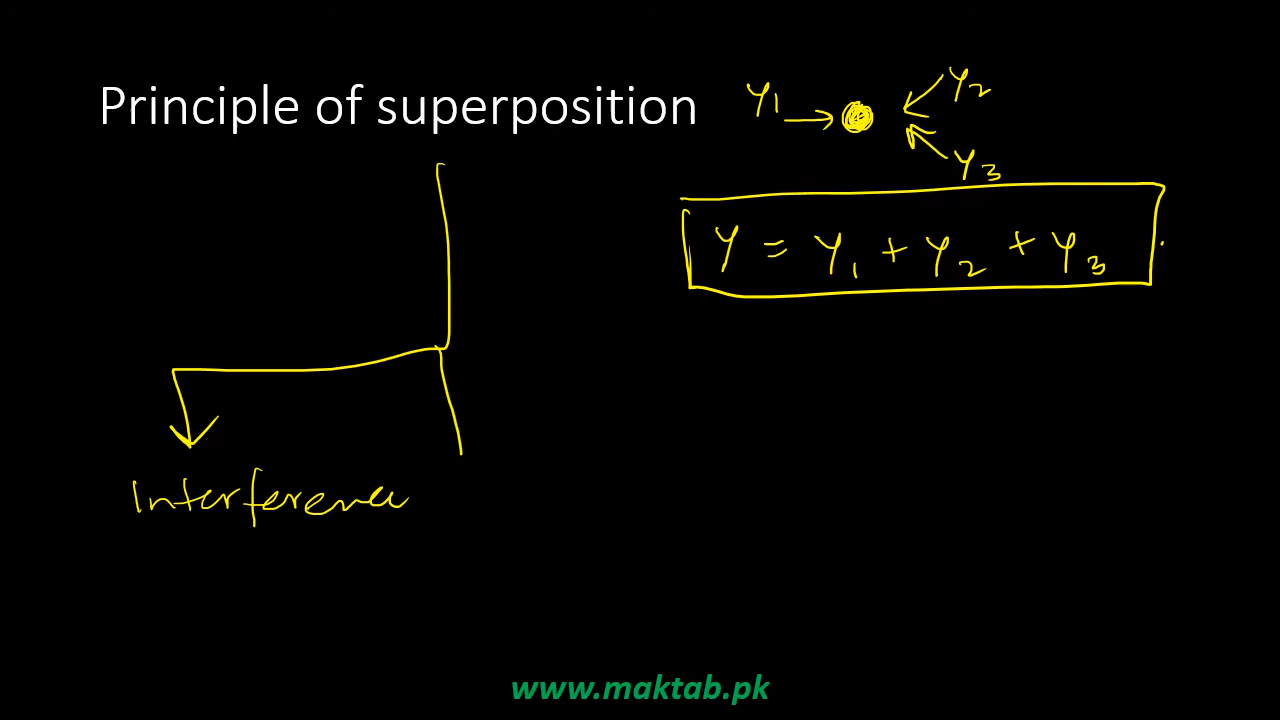 Principle of superposition
Y1
Y2
Y3
Y = Y1 + Y2 + Y3
Interference
www.maktab.pk